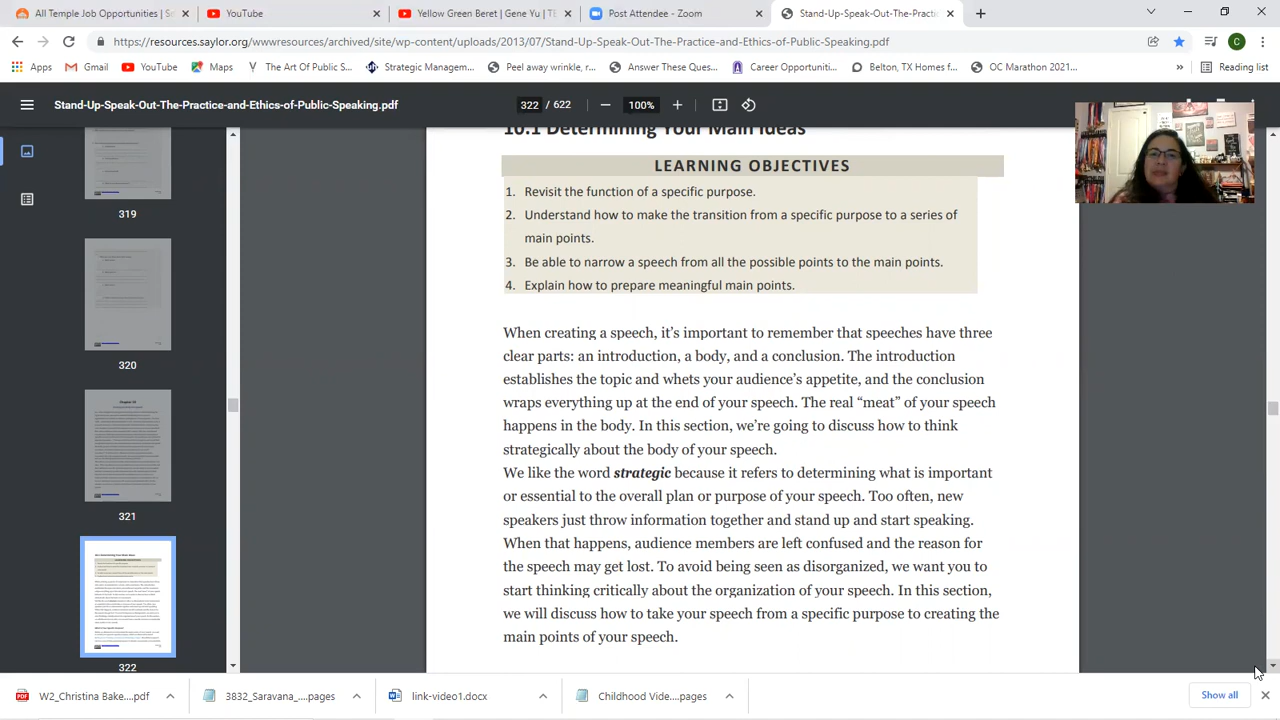 All Temple Job Opportunities | Sm
YouTube
Yellow Green Beret | Gene Yu | TE
Post Attendee - Zoom
Stand-Up-Speak-Out-The-Practic
https://resources.saylor.org/wwwresources/archived/site/wp-content/uploads/2013/07/Stand-Up-Speak-Out-The-Practice-and-Ethics-of-Public-Speaking.pdf
C
Apps
Gmail
YouTube
Maps
The Art Of Public S...
Strategic Managem...
Peel away wrinkle, r...
Answer These Que...
Career Opportuniti...
Belton, TX Homes f...
OC Marathon 2021...
»
Reading list
Stand-Up-Speak-Out-The-Practice-and-Ethics-of-Public-Speaking.pdf
322 / 622
100%
319
320
321
322
10.1 Determining Your Main Ideas
LEARNING OBJECTIVES
1. Revisit the function of a specific purpose.
2. Understand how to make the transition from a specific purpose to a series of
main points.
3. Be able to narrow a speech from all the possible points to the main points.
4. Explain how to prepare meaningful main points.
When creating a speech, it’s important to remember that speeches have three
clear parts: an introduction, a body, and a conclusion. The introduction
establishes the topic and whets your audience’s appetite, and the conclusion
wraps everything up at the end of your speech. The real “meat” of your speech
happens in the body. In this section, we’re going to discuss how to think
strategically about the body of your speech.
We like the word strategic because it refers to determining what is important
or essential to the overall plan or purpose of your speech. Too often, new
speakers just throw information together and stand up and start speaking.
When that happens, audience members are left confused and the reason for
the speech may get lost. To avoid being seen as disorganized, we want you to
start thinking critically about the organization of your speech. In this section,
we will discuss how to take your speech from a specific purpose to creating the
main points of your speech.
W2_Christina Bake....pdf
3832_Saravana_....pages
link-video1.docx
Childhood Vide....pages
Show all